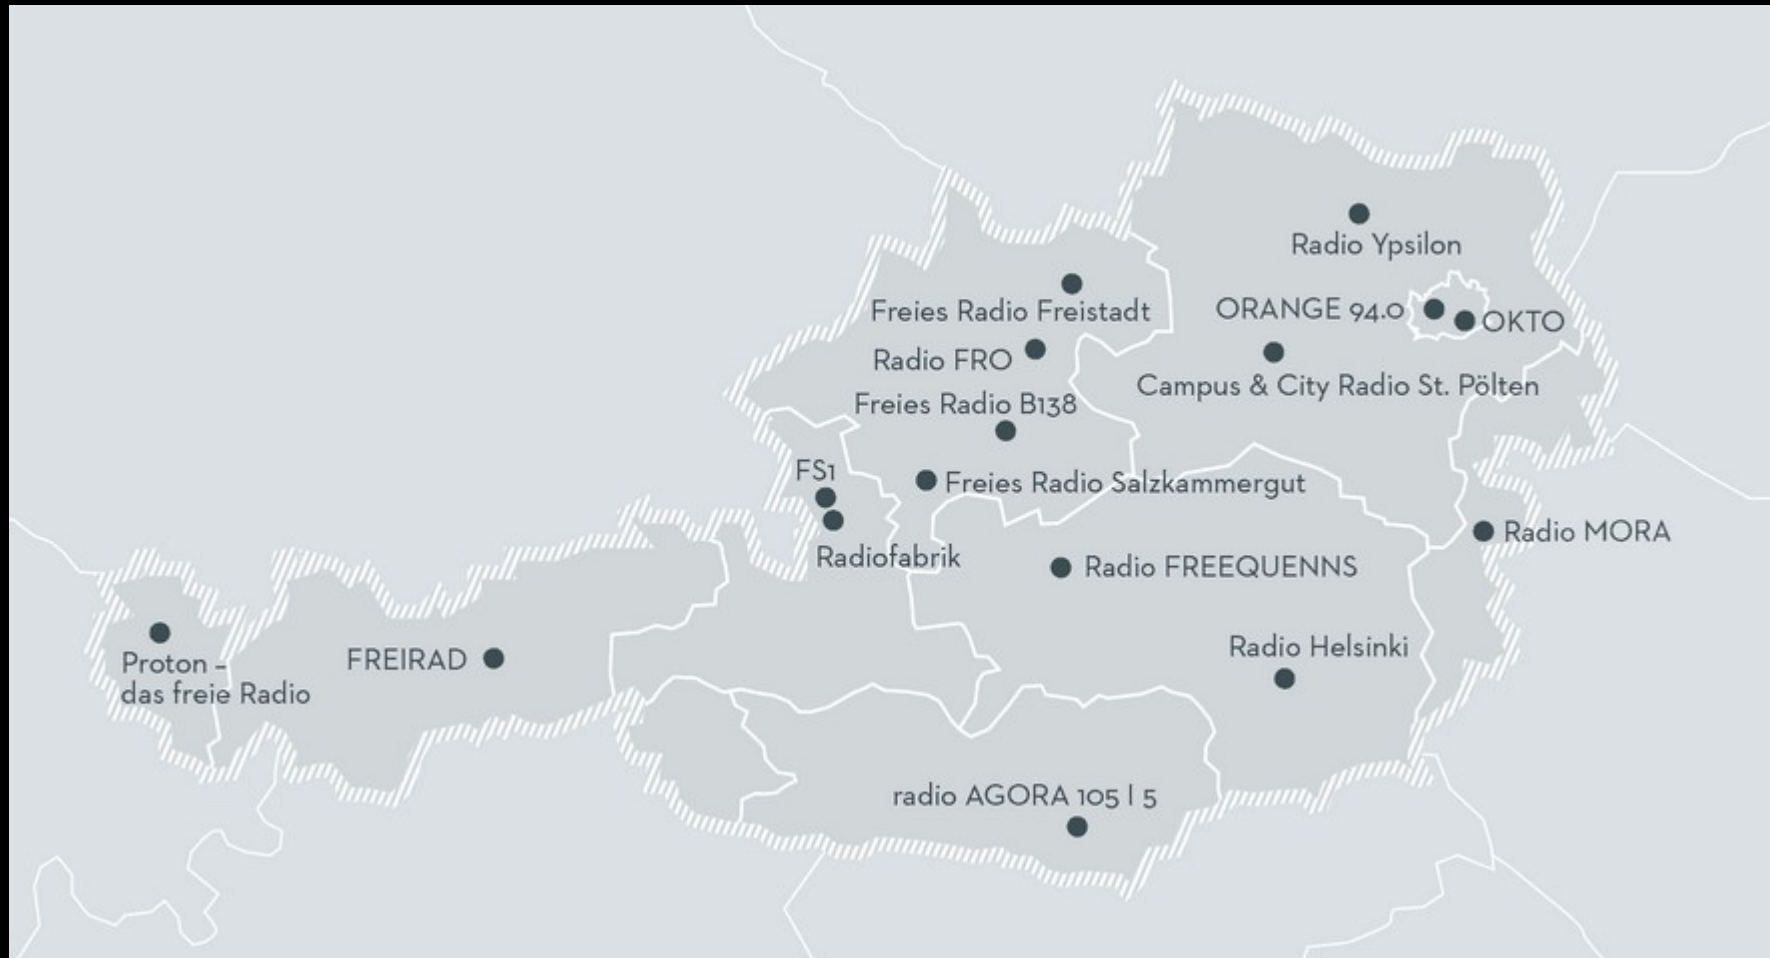 Radio Ypsilon
ORANGE 94.0
OKTO
Freies Radio Freistadt
Radio FRO
Campus & City Radio St. Pölten
Freies Radio B138
FS1
Freies Radio Salzkammergut
Radio MORA
Radiofabrik
Radio FREEQUENNS
Radio Helsinki
Proton –
das freie Radio
FREIRAD
radio AGORA 105 | 5